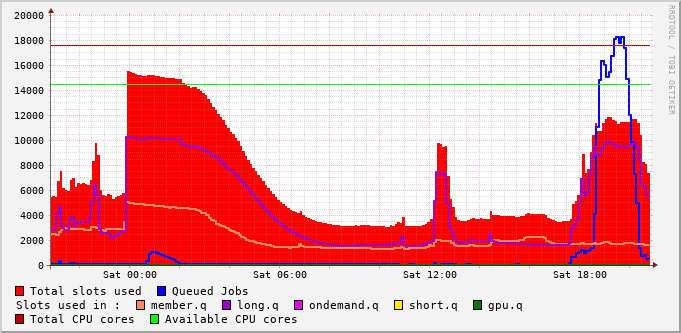 20000
18000
16000
14000
12000
10000
8000
6000
4000
2000
0
Sat 00:00 Sat 06:00 Sat 12:00 Sat 18:00
RRDTOOL / TOBI OETIKER
Total slots used Queued Jobs
Slots used in : member.q long.q ondemand.q short.q gpu.q
Total CPU cores Available CPU cores